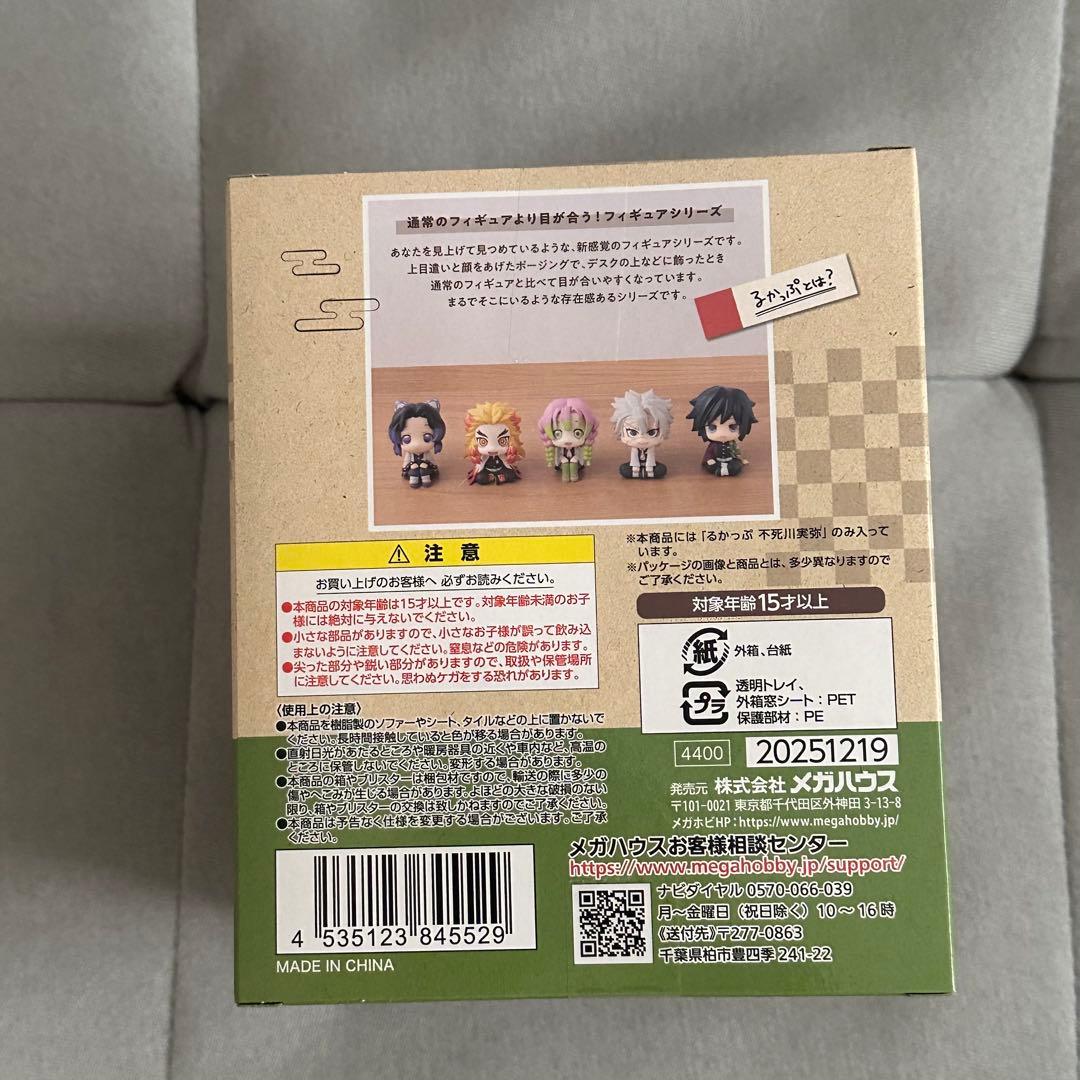 通常のフィギュアより目が合う!フィギュアシリーズ
あなたを見上げて見つめているような、新感覚のフィギュアシリーズです。
上目遣いと顔をあげたポージングで、デスクの上などに飾ったとき
通常のフィギュアと比べて目が合いやすくなっています。
まるでそこにいるような存在感あるシリーズです。
るかっぷとは?
※本商品には「るかっぷ 不死川実弥」のみ入って
います。
※パッケージの画像と商品とは、多少異なりますので
ご了承ください。
対象年齢15才以上
⚠ 注意
お買い上げのお客様へ 必ずお読みください。
●本商品の対象年齢は15才以上です。対象年齢未満のお子
様には絶対に与えないでください。
●小さな部品がありますので、小さなお子様が誤って飲み込
まないように注意してください。窒息などの危険があります。
●尖った部分や鋭い部分がありますので、取扱や保管場所
に注意してください。思わぬケガをする恐れがあります。
〈使用上の注意〉
●本商品を樹脂製のソファーやシート、タイルなどの上に置かないで
ください。長時間接触していると色が移る場合があります。
●直射日光があたるところや暖房器具の近くや車内など、高温の
ところに保管しないでください。変形する場合があります。
●本商品の箱やブリスターは梱包材ですので、輸送の際に多少の
傷やへこみが生じる場合があります。よほどの大きな破損のない
限り、箱やブリスターの交換は致しかねますのでご了承ください。
●本商品は予告なく仕様を変更する場合がございます。ご了承
ください。
紙 外箱、台紙
プラ 透明トレイ、
外箱窓シート:PET
保護部材:PE
4400 20251219
発売元 株式会社 メガハウス
〒101-0021 東京都千代田区外神田 3-13-8
メガホビHP:https://www.megahobby.jp/
メガハウスお客様相談センター
https://www.megahobby.jp/support/
ナビダイヤル 0570-066-039
月~金曜日(祝日除く)10~16時
《送付先》〒277-0863
千葉県柏市豊四季 241-22
4 535123 845529
MADE IN CHINA